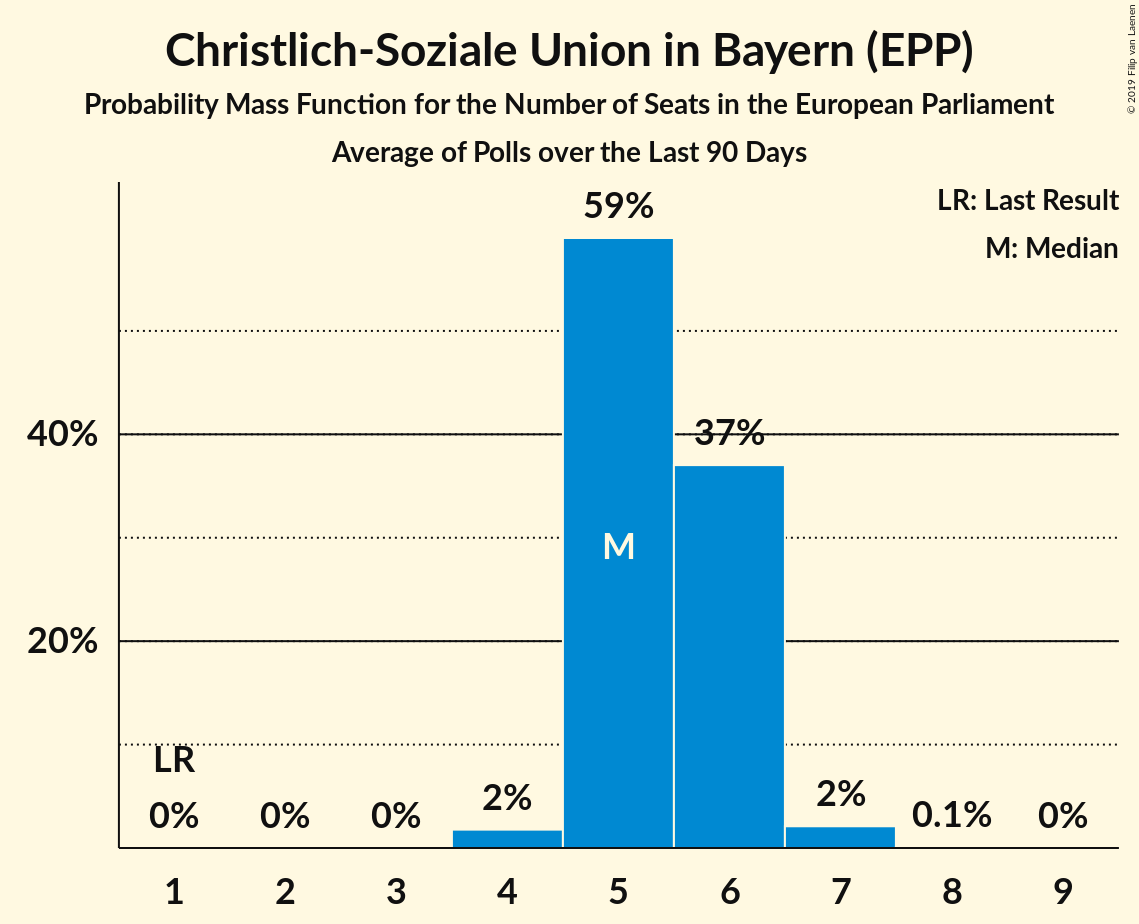 Christlich-Soziale Union in Bayern (EPP)
Probability Mass Function for the Number of Seats in the European Parliament
Average of Polls over the Last 90 Days
© 2019 Filip van Laenen
LR: Last Result
M: Median
59%
40%
37%
M
20%
LR
0%
0%
0%
2%
2%
0.1%
0%
1 2 3 4 5 6 7 8 9